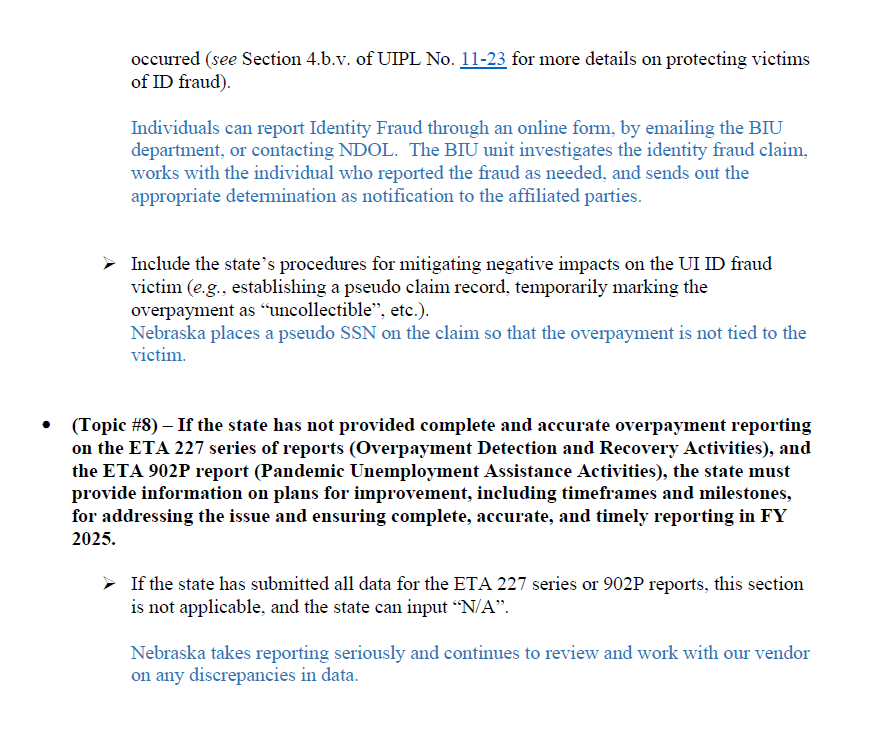 occurred (see Section 4.b.v. of UIPL No. 11-23 for more details on protecting victims
of ID fraud).
Individuals can report Identity Fraud through an online form, by emailing the BIU
department, or contacting NDOL.  The BIU unit investigates the identity fraud claim,
works with the individual who reported the fraud as needed, and sends out the
appropriate determination as notification to the affiliated parties.
➢ Include the state’s procedures for mitigating negative impacts on the UI ID fraud
victim (e.g., establishing a pseudo claim record, temporarily marking the
overpayment as “uncollectible”, etc.).
Nebraska places a pseudo SSN on the claim so that the overpayment is not tied to the
victim.
• (Topic #8) – If the state has not provided complete and accurate overpayment reporting
on the ETA 227 series of reports (Overpayment Detection and Recovery Activities), and
the ETA 902P report (Pandemic Unemployment Assistance Activities), the state must
provide information on plans for improvement, including timeframes and milestones,
for addressing the issue and ensuring complete, accurate, and timely reporting in FY
2025.
➢ If the state has submitted all data for the ETA 227 series or 902P reports, this section
is not applicable, and the state can input “N/A”.
Nebraska takes reporting seriously and continues to review and work with our vendor
on any discrepancies in data.